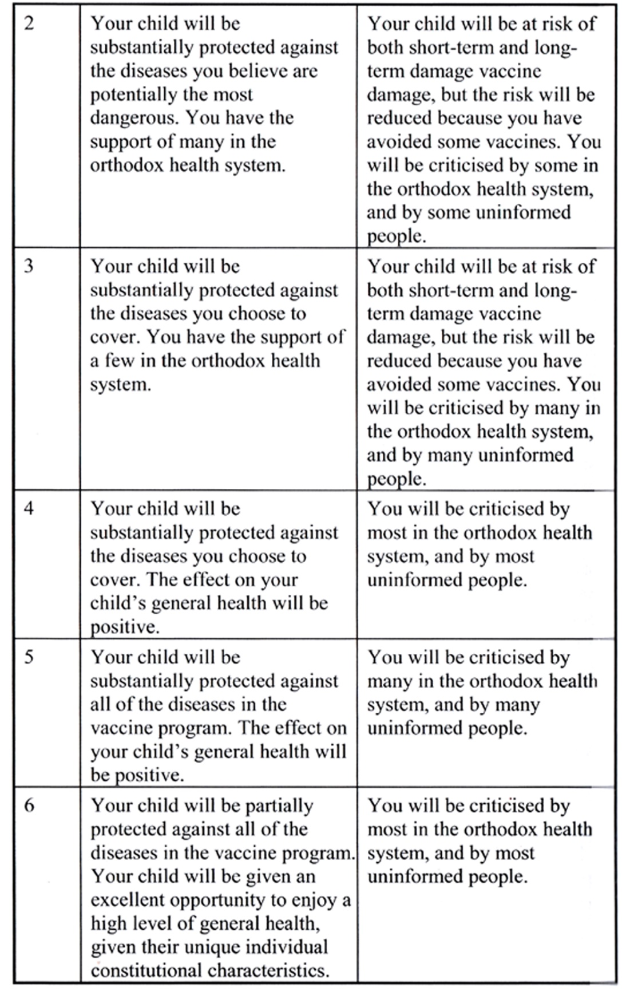 2
Your child will be
substantially protected against
the diseases you believe are
potentially the most
dangerous. You have the
support of many in the
orthodox health system.
Your child will be at risk of
both short-term and long-
term damage vaccine
damage, but the risk will be
reduced because you have
avoided some vaccines. You
will be criticised by some in
the orthodox health system,
and by some uninformed
people.
3
Your child will be
substantially protected against
the diseases you choose to
cover. You have the support of
a few in the orthodox health
system.
Your child will be at risk of
both short-term and long-
term damage vaccine
damage, but the risk will be
reduced because you have
avoided some vaccines. You
will be criticised by many in
the orthodox health system,
and by many uninformed
people.
4
Your child will be
substantially protected against
the diseases you choose to
cover. The effect on your
child's general health will be
positive.
You will be criticised by
most in the orthodox health
system, and by most
uninformed people.
5
Your child will be
substantially protected against
all of the diseases in the
vaccine program. The effect on
your child's general health will
be positive.
You will be criticised by
many in the orthodox health
system, and by many
uninformed people.
6
Your child will be partially
protected against all of the
diseases in the vaccine program.
Your child will be given an
excellent opportunity to enjoy a
high level of general health,
given their unique individual
constitutional characteristics.
You will be criticised by
most in the orthodox health
system, and by most
uninformed people.